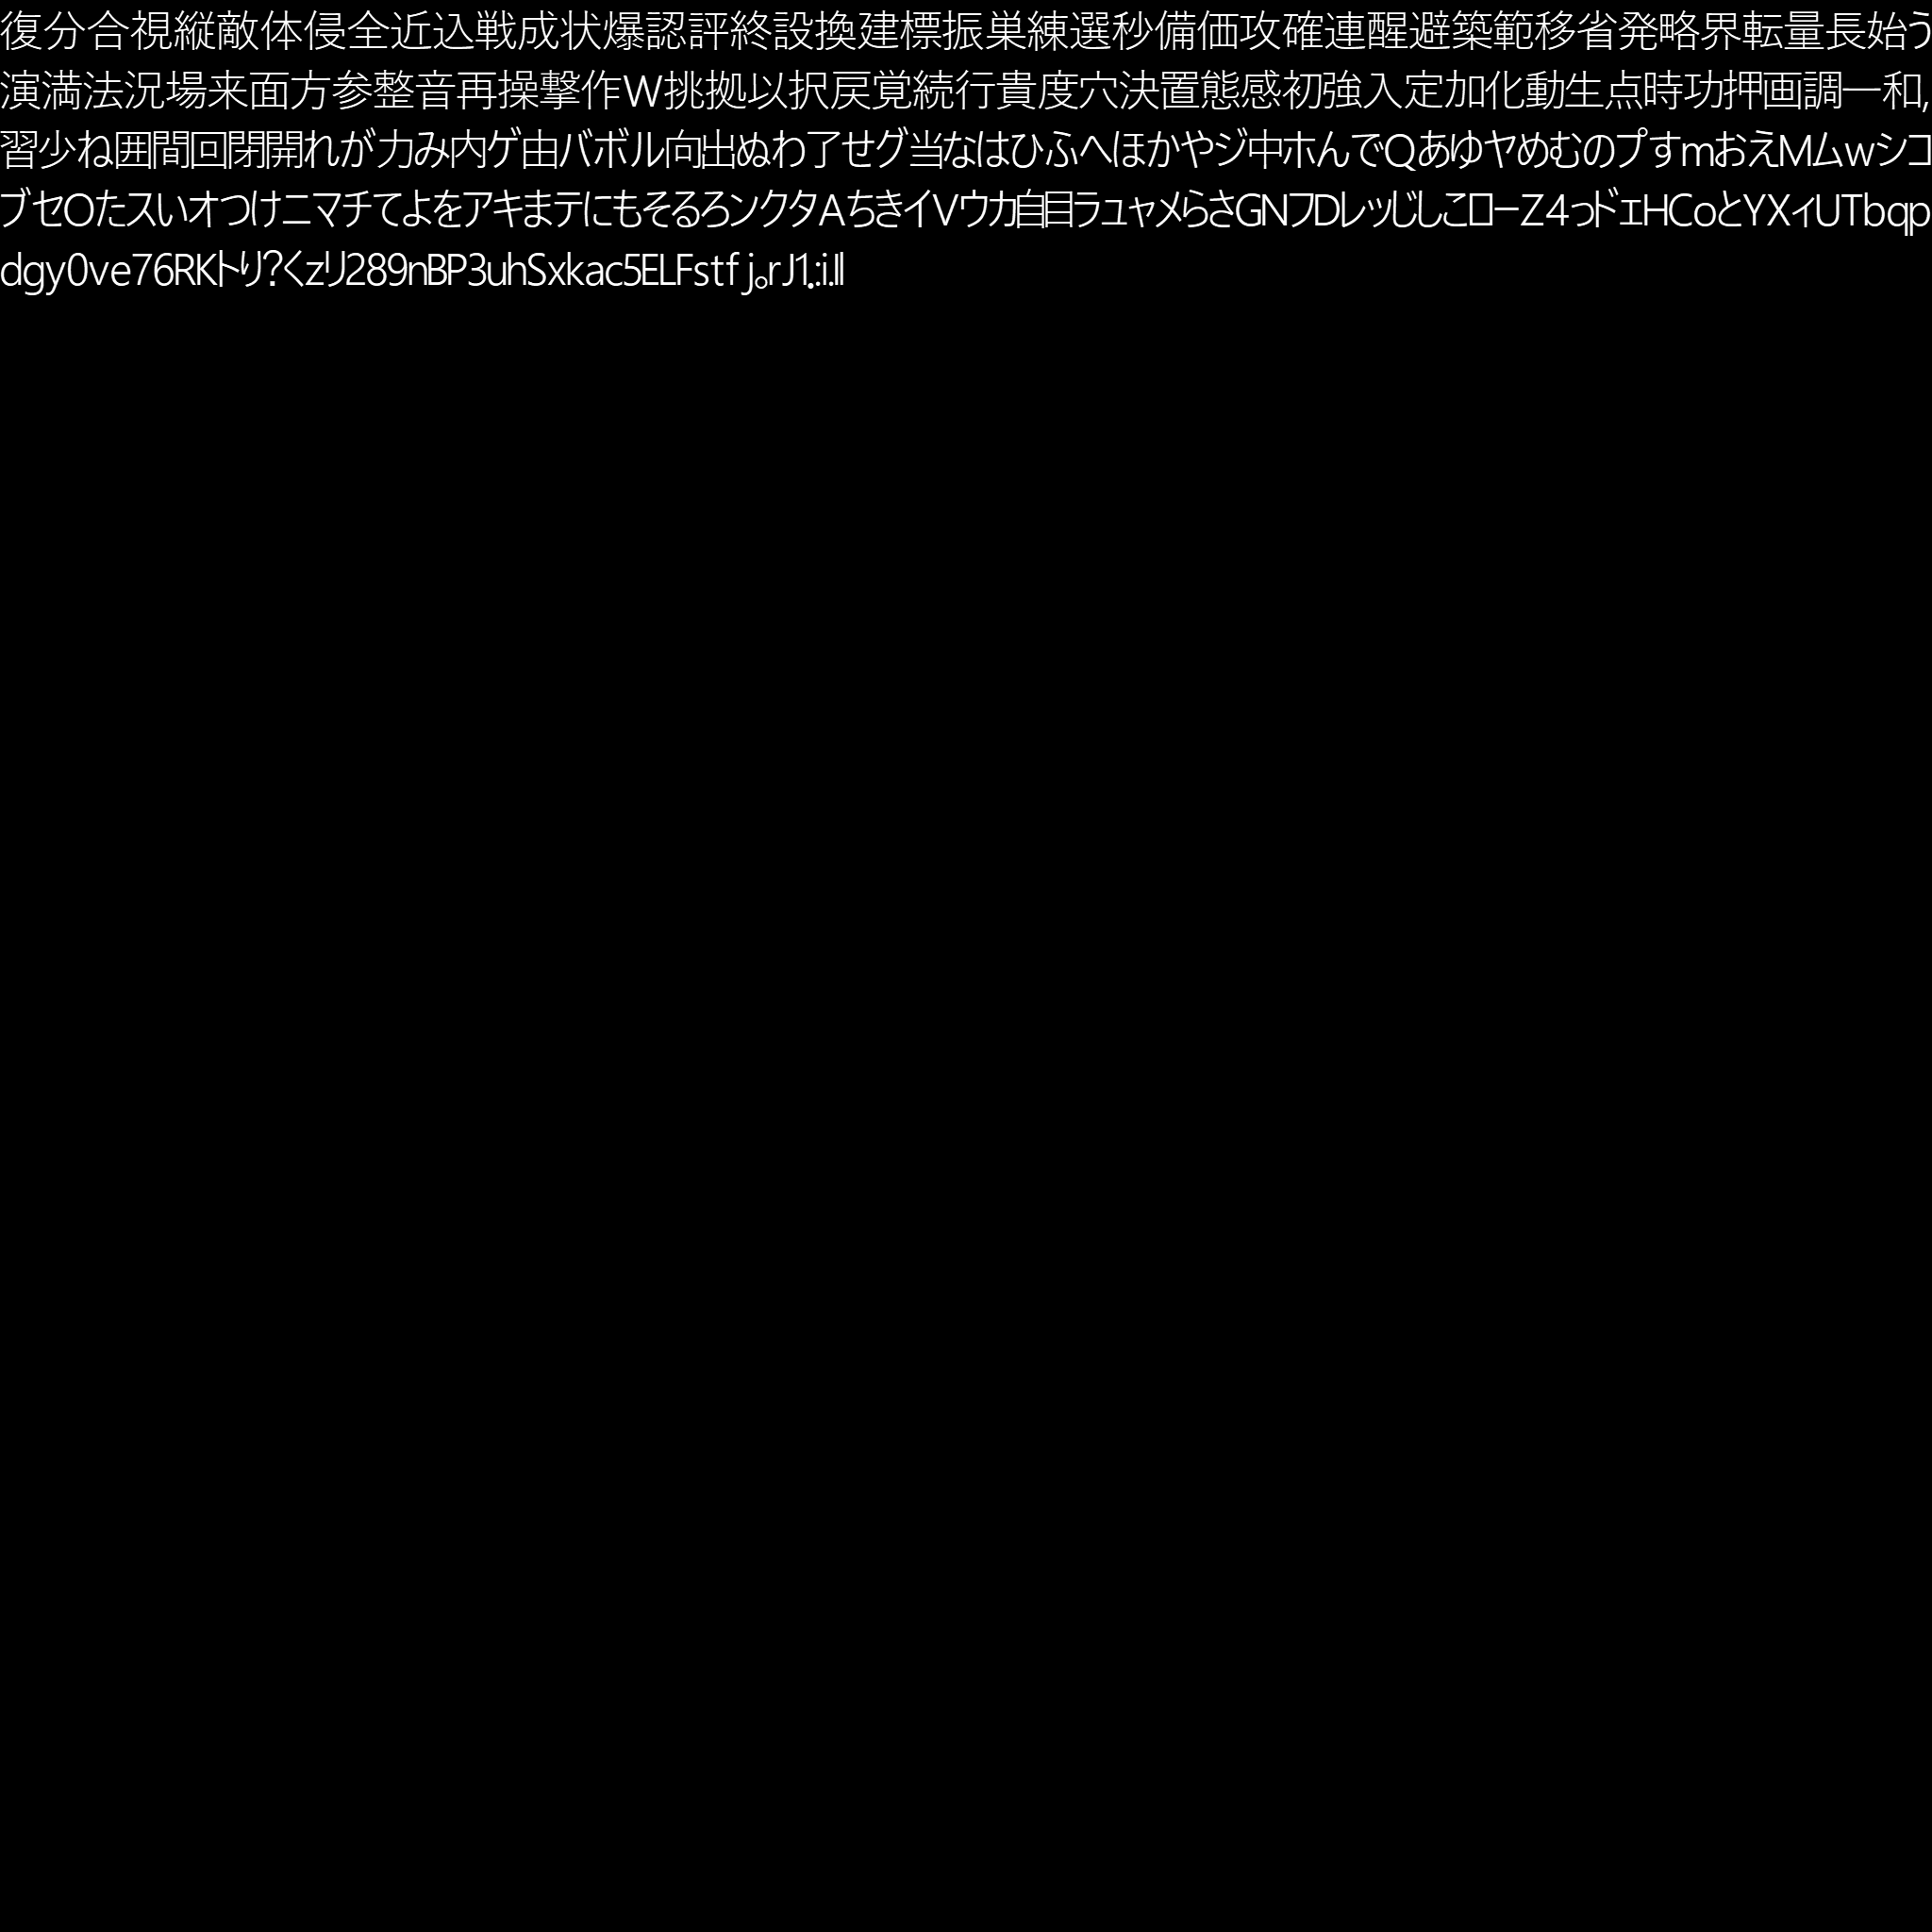 復分合視縦敵体侵全近込戦成状爆認評終設換建標振巣練選秒備価攻確連醒避築範移省発略界転量長始う
演満法況場来面方参整音再操撃作W挑拠以択戻覚続行貴度穴決置態感初強入定加化動生点時功押画調一和,
習少ね囲間回閉開れが力み内ゲ由バボル向出ぬわ了せグ当なはひふへほかやジ中ホんでQあゆヤめむのプすmおえMムwシコ
ブセOたスいオつけニマチてよをアキまテにもそるろンクタAちきイVウカ自目ラュャメらさGNフDレッじしこローZ4っドェHCoとYXィUTbqp
dgy0ve76RKトり?くzリ289nBP3uhSxkac5ELFstfj。rJ1.:i.Il